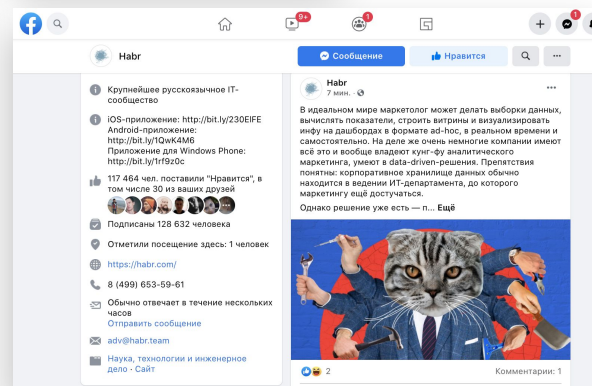 9+
1
1
Habr
Сообщение
Нравится
Крупнейшее русскоязычное IT-
сообщество
iOS-приложение: http://bit.ly/230EIFE
Android-приложение:
http://bit.ly/1QwK4M6
Приложение для Windows Phone:
http://bit.ly/1rf9z0c
117 464 чел. поставили "Нравится", в
том числе 30 из ваших друзей
Подписаны 128 632 человека
Отметили посещение здесь: 1 человек
https://habr.com/
8 (499) 653-59-61
Обычно отвечает в течение нескольких
часов
Отправить сообщение
adv@habr.team
Наука, технологии и инженерное
дело · Сайт
Habr
7 мин. ·
В идеальном мире маркетолог может делать выборки данных,
вычислять показатели, строить витрины и визуализировать
инфу на дашбордах в формате ad-hoc, в реальном времени и
самостоятельно. На деле же очень немногие компании имеют
всё это и вообще владеют кунг-фу аналитического
маркетинга, умеют в data-driven-решения. Препятствия
понятны: корпоративное хранилище данных обычно
находится в ведении ИТ-департамента, до которого
маркетингу ещё достучаться.
Однако решение уже есть — п... Ещё
2
Комментарии: 1